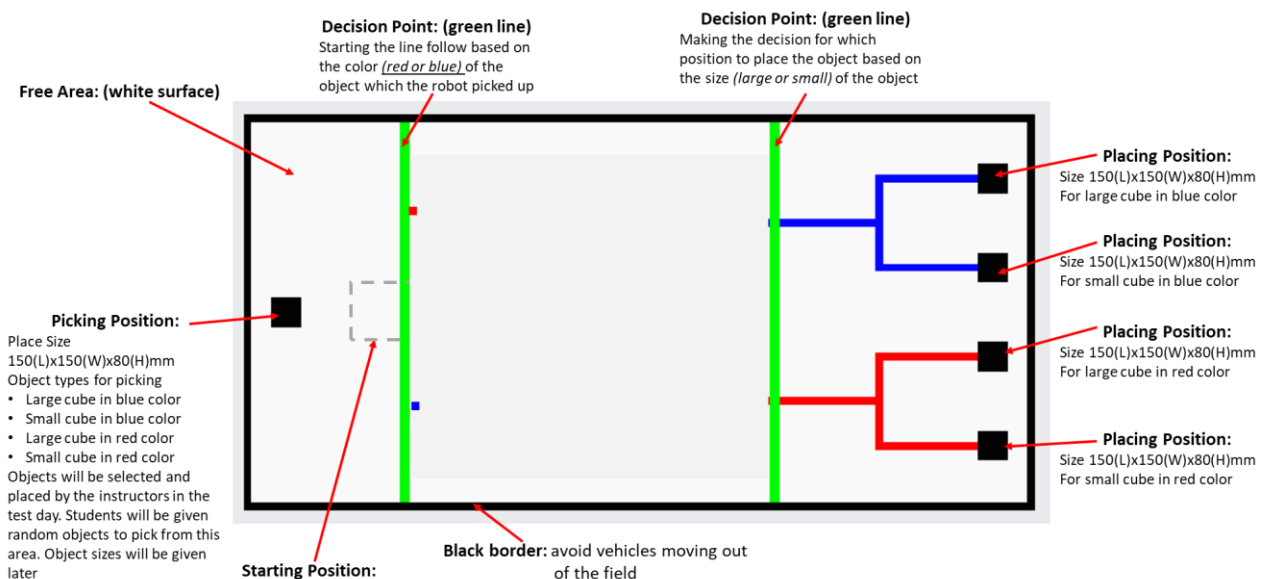 Decision Point: (green line)
Starting the line follow based on
the color (red or blue) of the
object which the robot picked up
Decision Point: (green line)
Making the decision for which
position to place the object based on
the size (large or small) of the object
Free Area: (white surface)
Placing Position:
Size 150(L)x150(W)x80(H)mm
For large cube in blue color
Placing Position:
Size 150(L)x150(W)x80(H)mm
For small cube in blue color
Picking Position:
Place Size
150(L)x150(W)x80(H)mm
Object types for picking
• Large cube in blue color
• Small cube in blue color
• Large cube in red color
• Small cube in red color
Objects will be selected and
placed by the instructors in the
test day. Students will be given
random objects to pick from this
area. Object sizes will be given
later
Placing Position:
Size 150(L)x150(W)x80(H)mm
For large cube in red color
Placing Position:
Size 150(L)x150(W)x80(H)mm
For small cube in red color
Starting Position:
Black border: avoid vehicles moving out
of the field